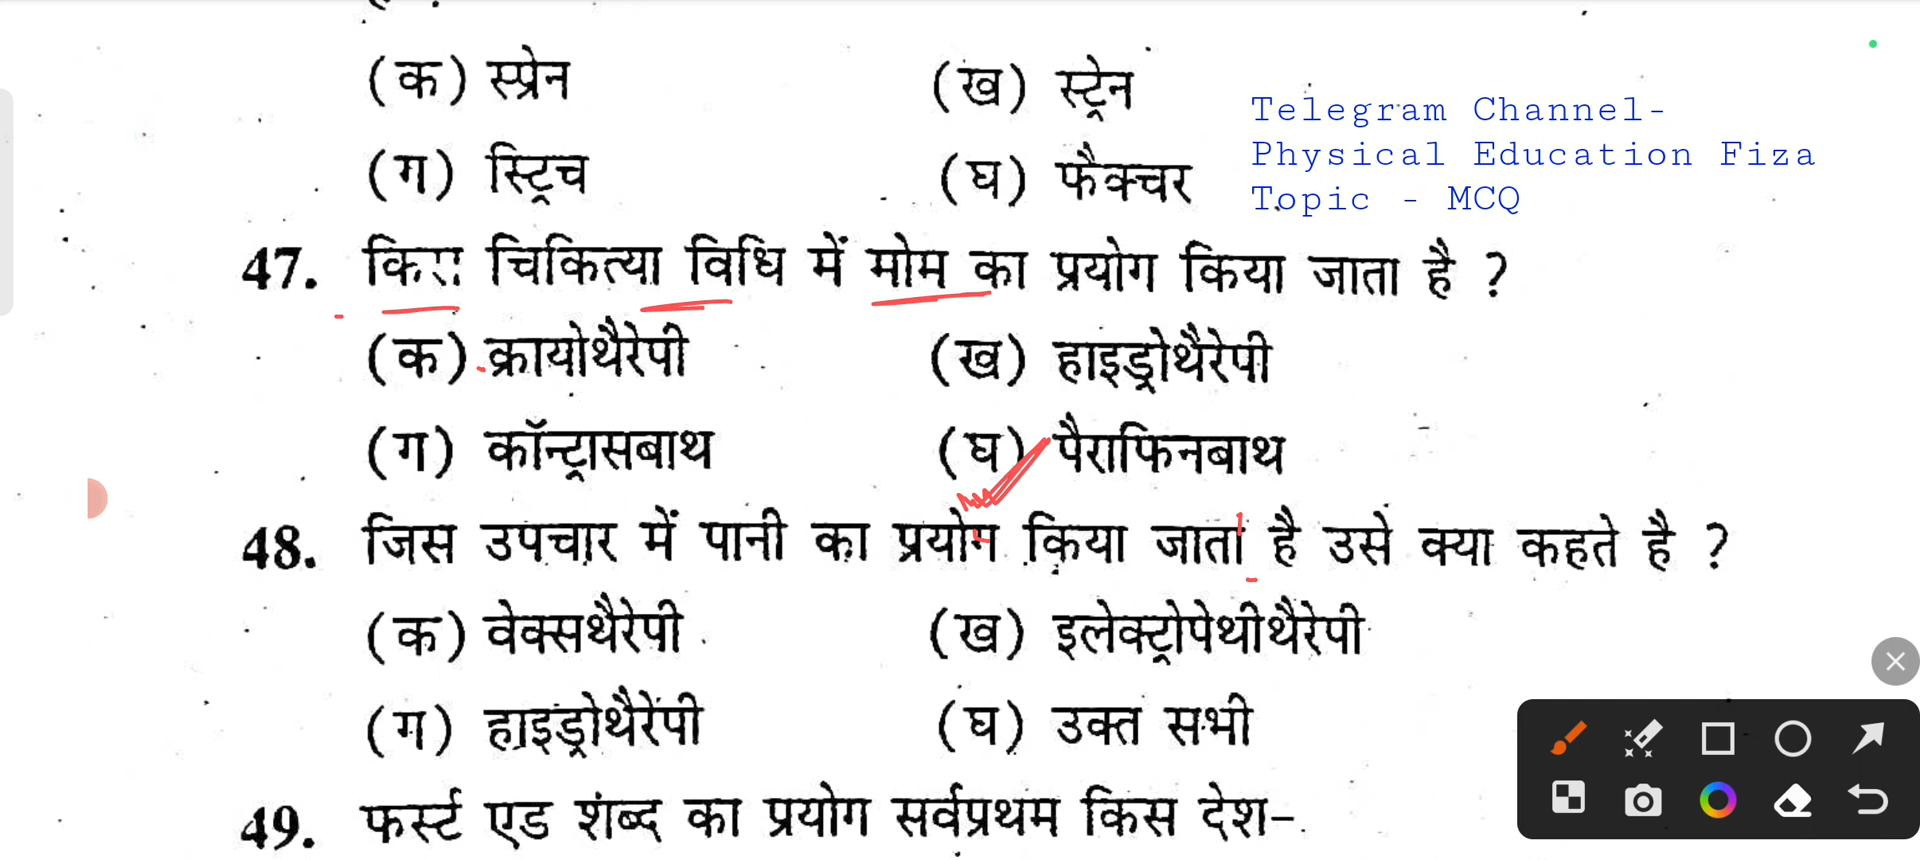 (क) स्प्रेन (ख) स्ट्रेन
(ग) स्ट्रिच (घ) फैक्चर
Telegram Channel-
Physical Education Fiza
Topic - MCQ
47. किस चिकित्या विधि में मोम का प्रयोग किया जाता है ?
(क) क्रायोथैरेपी (ख) हाइड्रोथैरेपी
(ग) कॉन्ट्रासबाथ (घ) पैराफिनबाथ
48. जिस उपचार में पानी का प्रयोग किया जाता है उसे क्या कहते है ?
(क) वेक्सथैरेपी (ख) इलेक्ट्रोपेथीथैरेपी
(ग) हाइड्रोथैरेपी (घ) उक्त सभी
49. फर्स्ट एड शब्द का प्रयोग सर्वप्रथम किस देश-